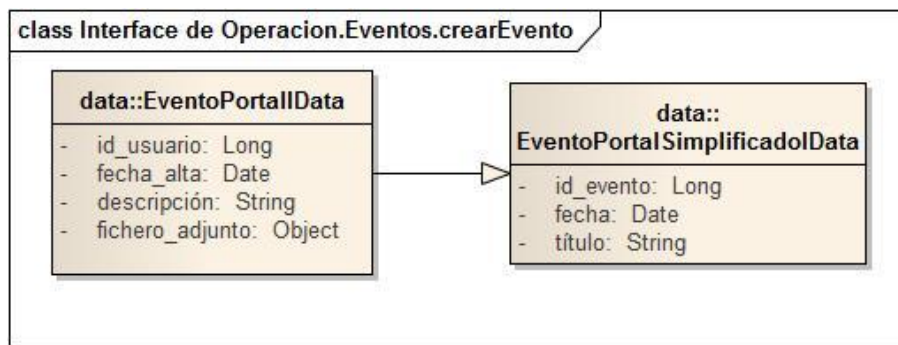 class Interface de Operacion.Eventos.crearEvento
data::EventoPortalIData
- id_usuario: Long
- fecha_alta: Date
- descripción: String
- fichero_adjunto: Object
data::
EventoPortalSimplificadoIData
- id_evento: Long
- fecha: Date
- título: String